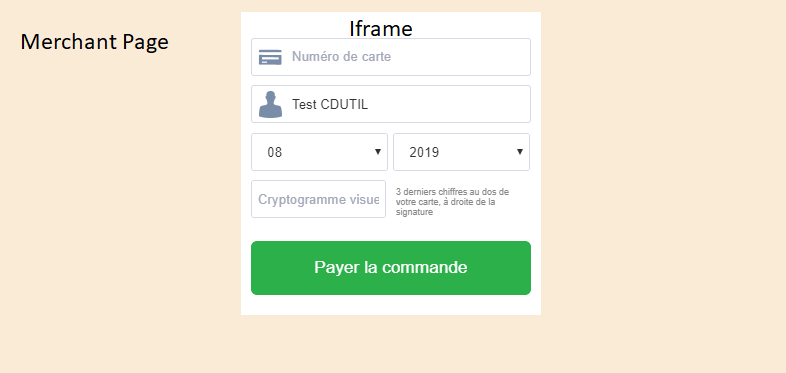 Merchant Page
Iframe
Numéro de carte
Test CDUTIL
08
2019
Cryptogramme visue
3 derniers chiffres au dos de
votre carte, à droite de la
signature
Payer la commande